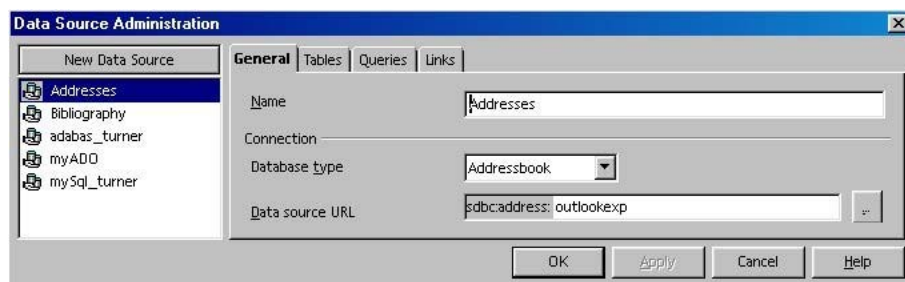 Data Source Administration
New Data Source
Addresses
Bibliography
adabas_turner
myADO
mySql_turner
General Tables Queries Links
Name Addresses
Connection
Database type Addressbook
Data source URL sdbc:address: outlookexp
...
OK Apply Cancel Help